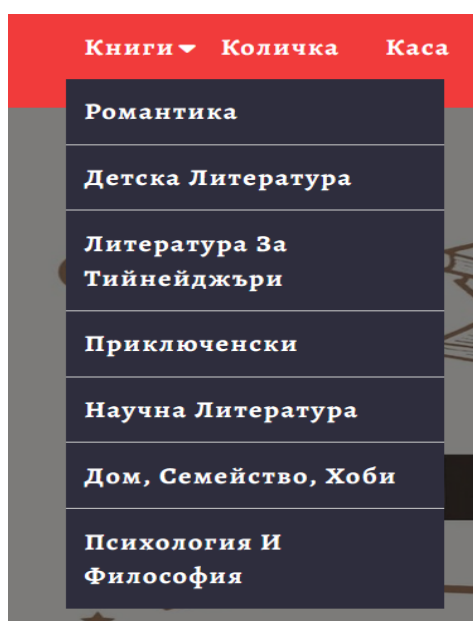 Книги Количка Каса
Романтика
Детска Литература
Литература За
Тийнейджъри
Приключенски
Научна Литература
Дом, Семейство, Хоби
Психология И
Философия